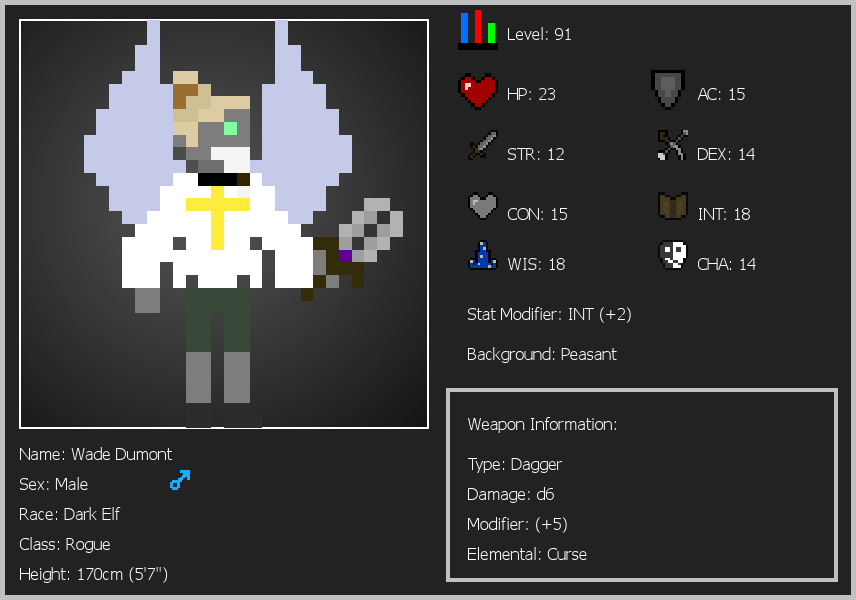 Level: 91
HP: 23
AC: 15
STR: 12
DEX: 14
CON: 15
INT: 18
WIS: 18
CHA: 14
Stat Modifier: INT (+2)
Background: Peasant
Weapon Information:
Type: Dagger
Damage: d6
Modifier: (+5)
Elemental: Curse
Name: Wade Dumont
Sex: Male
Race: Dark Elf
Class: Rogue
Height: 170cm (5'7")